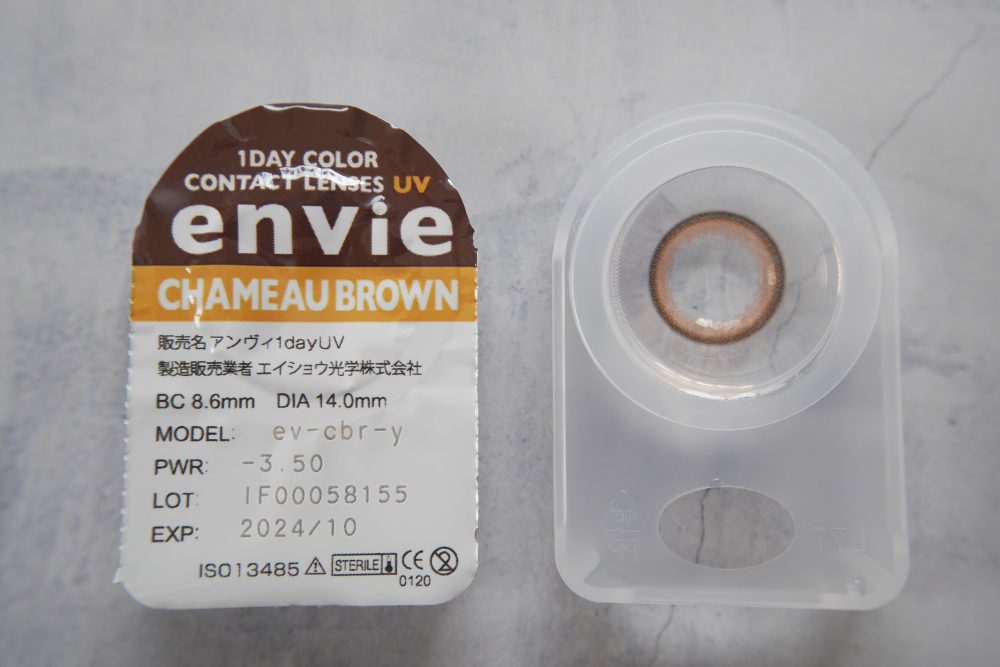 1DAY COLOR
CONTACT LENSES UV
envie
CHAMEAU BROWN
販売名 アンヴィ1dayUV
製造販売業者 エイショウ光学株式会社
BC 8.6mm DIA 14.0mm
MODEL: ev-cbr-y
PWR: -3.50
LOT: IF00058155
EXP: 2024/10
ISO13485 STERILE CE 2
0120
PP